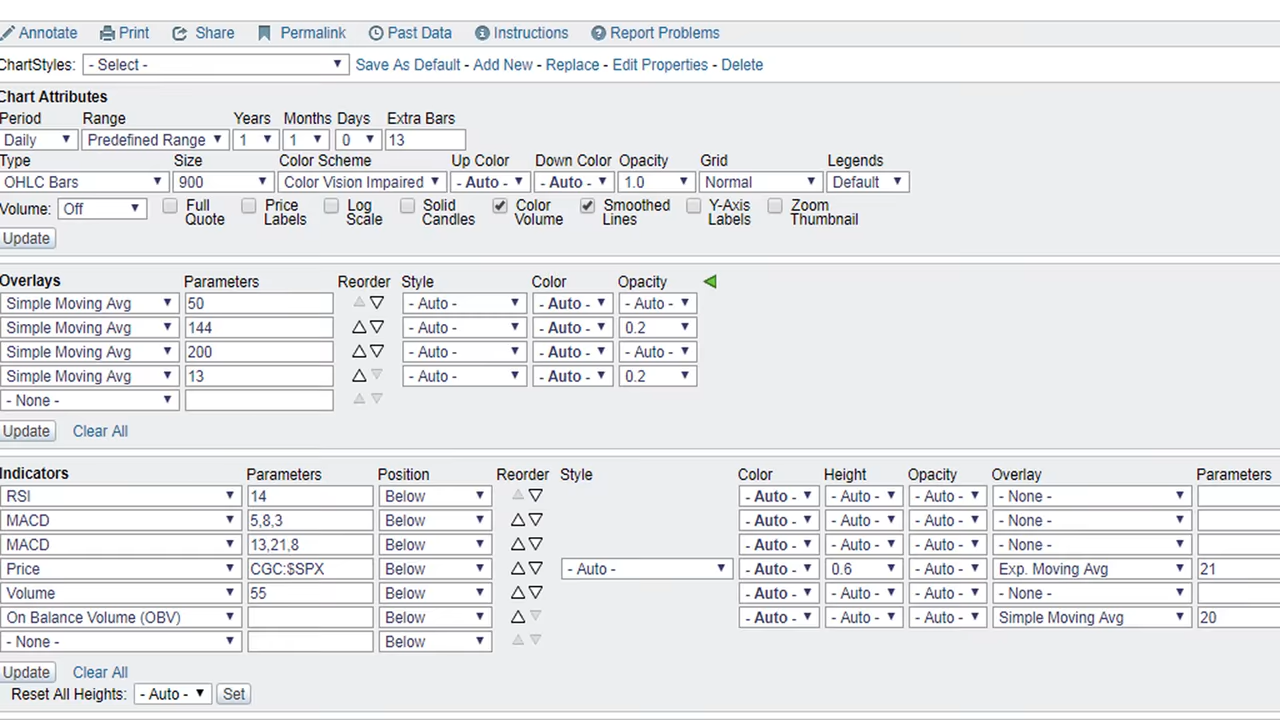 Annotate Print Share Permalink Past Data Instructions Report Problems
ChartStyles: - Select - Save As Default - Add New - Replace - Edit Properties - Delete
Chart Attributes
Period Range Years Months Days Extra Bars
Daily Predefined Range 1 1 0 13
Type Size Color Scheme Up Color Down Color Opacity Grid Legends
OHLC Bars 900 Color Vision Impaired - Auto - - Auto - 1.0 Normal Default
Volume: Off Full Quote Price Labels Log Scale Solid Candles Color Volume Smoothed Lines Y-Axis Labels Zoom Thumbnail
Update
Overlays Parameters Reorder Style Color Opacity
Simple Moving Avg 50 - Auto - - Auto - - Auto -
Simple Moving Avg 144 - Auto - - Auto - 0.2
Simple Moving Avg 200 - Auto - - Auto - - Auto -
Simple Moving Avg 13 - Auto - - Auto - 0.2
- None -
Update Clear All
Indicators Parameters Position Reorder Style Color Height Opacity Overlay Parameters
RSI 14 Below - Auto - - Auto - - Auto - - None -
MACD 5,8,3 Below - Auto - - Auto - - Auto - - None -
MACD 13,21,8 Below - Auto - - Auto - - Auto - - None -
Price CGC:$SPX Below - Auto - - Auto - 0.6 - Auto - Exp. Moving Avg 21
Volume 55 Below - Auto - - Auto - - Auto - - None -
On Balance Volume (OBV) Below - Auto - - Auto - - Auto - Simple Moving Avg 20
- None - Below
Update Clear All
Reset All Heights: - Auto - Set